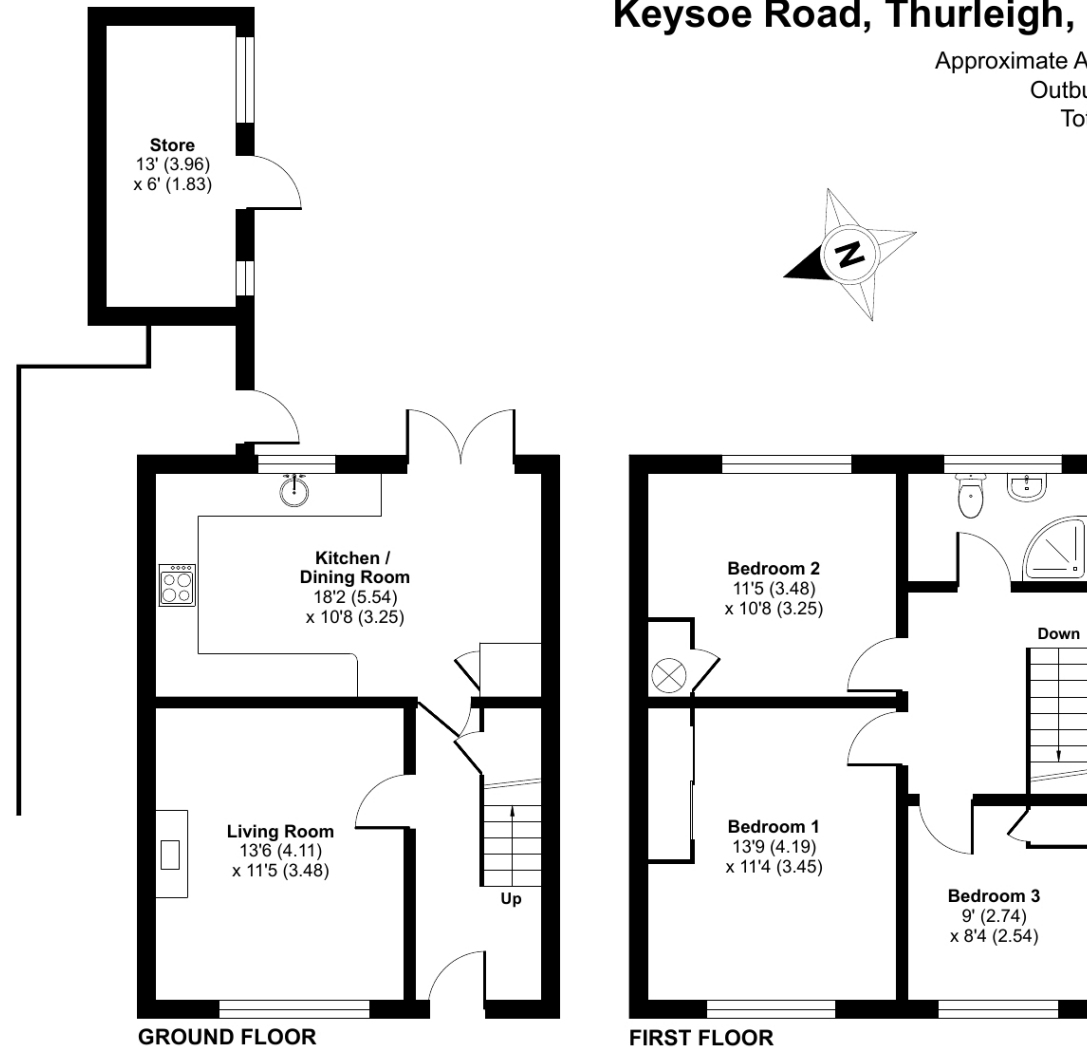 Keysoe Road, Thurleigh,
Approximate A
Outbu
Tot
Store
13' (3.96)
x 6' (1.83)
N
Kitchen /
Dining Room
18'2 (5.54)
x 10'8 (3.25)
Living Room
13'6 (4.11)
x 11'5 (3.48)
Up
GROUND FLOOR
Bedroom 2
11'5 (3.48)
x 10'8 (3.25)
Down
Bedroom 1
13'9 (4.19)
x 11'4 (3.45)
Bedroom 3
9' (2.74)
x 8'4 (2.54)
FIRST FLOOR